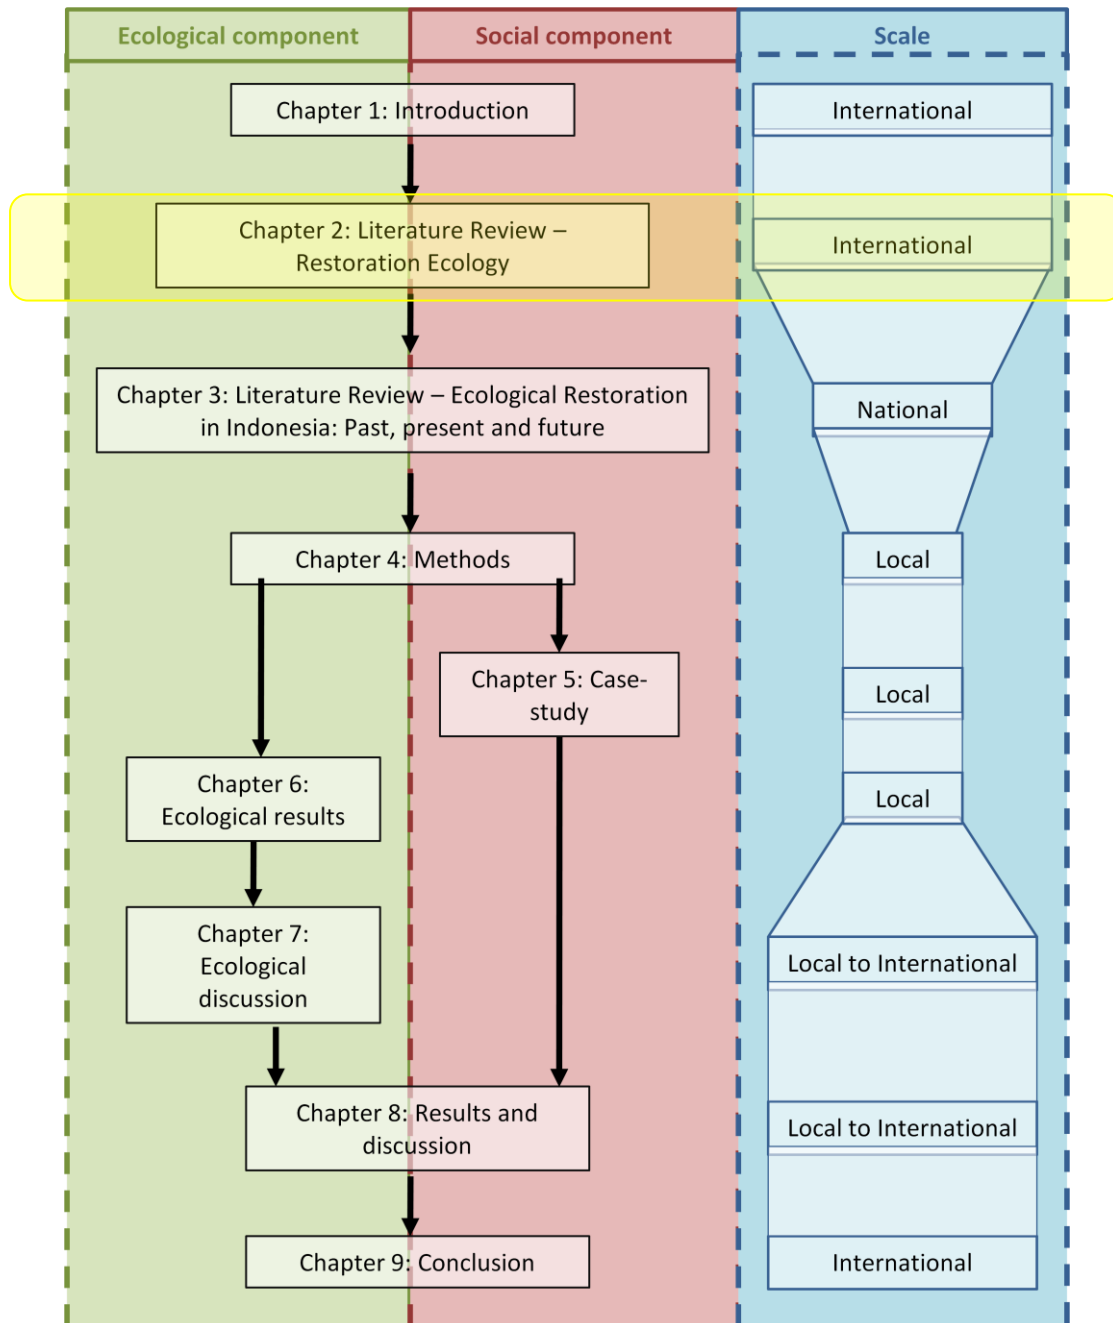 Ecological component
Social component
Scale
Chapter 1: Introduction
International
Chapter 2: Literature Review –
Restoration Ecology
International
Chapter 3: Literature Review – Ecological Restoration
in Indonesia: Past, present and future
National
Chapter 4: Methods
Local
Chapter 5: Case-
study
Local
Chapter 6:
Ecological results
Local
Chapter 7:
Ecological
discussion
Local to International
Chapter 8: Results and
discussion
Local to International
Chapter 9: Conclusion
International